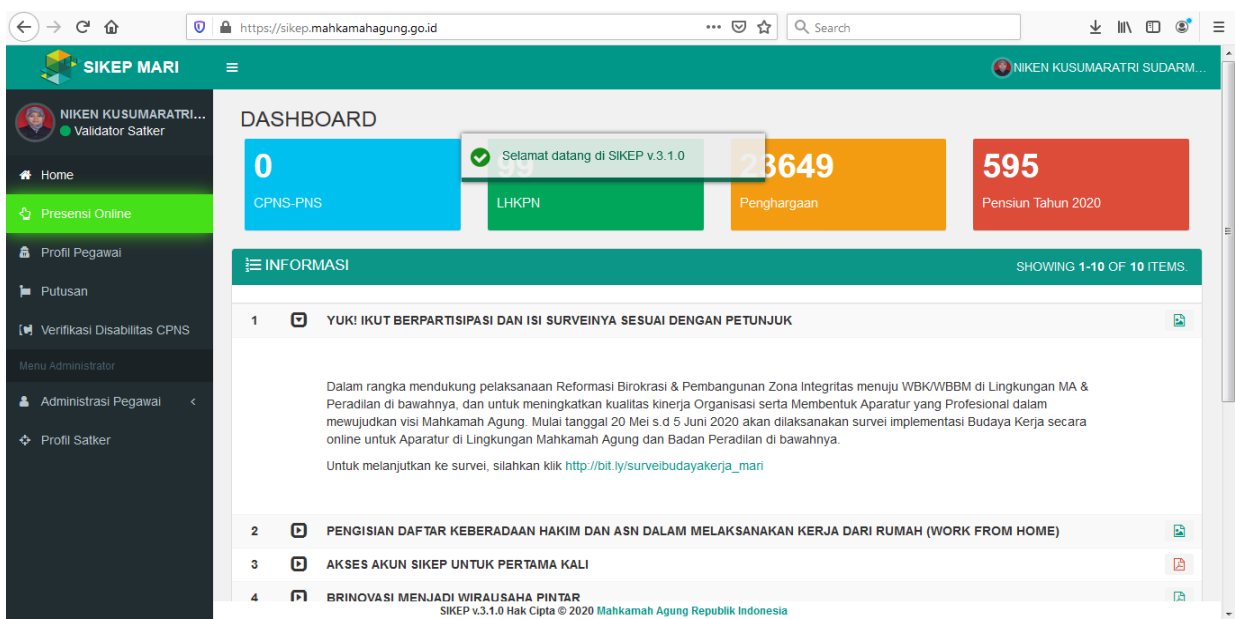 https://sikep.mahkamahagung.go.id
Search
SIKEP MARI
NIKEN KUSUMARATRI SUDARM...
NIKEN KUSUMARATRI...
Validator Satker
Home
Presensi Online
Profil Pegawai
Putusan
Verifikasi Disabilitas CPNS
Menu Administrator
Administrasi Pegawai
Profil Satker
DASHBOARD
Selamat datang di SIKEP v.3.1.0
0
CPNS-PNS
99
LHKPN
23649
Penghargaan
595
Pensiun Tahun 2020
INFORMASI
SHOWING 1-10 OF 10 ITEMS.
1 YUK! IKUT BERPARTISIPASI DAN ISI SURVEINYA SESUAI DENGAN PETUNJUK
Dalam rangka mendukung pelaksanaan Reformasi Birokrasi & Pembangunan Zona Integritas menuju WBK/WBBM di Lingkungan MA &
Peradilan di bawahnya, dan untuk meningkatkan kualitas kinerja Organisasi serta Membentuk Aparatur yang Profesional dalam
mewujudkan visi Mahkamah Agung. Mulai tanggal 20 Mei s.d 5 Juni 2020 akan dilaksanakan survei implementasi Budaya Kerja secara
online untuk Aparatur di Lingkungan Mahkamah Agung dan Badan Peradilan di bawahnya.
Untuk melanjutkan ke survei, silahkan klik http://bit.ly/surveibudayakerja_mari
2 PENGISIAN DAFTAR KEBERADAAN HAKIM DAN ASN DALAM MELAKSANAKAN KERJA DARI RUMAH (WORK FROM HOME)
3 AKSES AKUN SIKEP UNTUK PERTAMA KALI
4 BRINOVASI MENJADI WIRAUSAHA PINTAR
SIKEP v.3.1.0 Hak Cipta © 2020 Mahkamah Agung Republik Indonesia